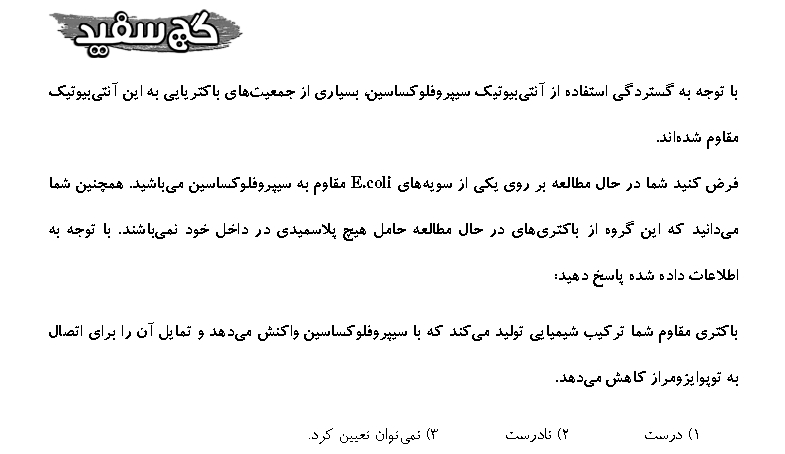 گچ سفید
با توجه به گستردگی استفاده از آنتی‌بیوتیک سیپروفلوکساسین، بسیاری از جمعیت‌های باکتریایی به این آنتی‌بیوتیک
مقاوم شده‌اند.
فرض کنید شما در حال مطالعه بر روی یکی از سویه‌های E.coli مقاوم به سیپروفلوکساسین می‌باشید. همچنین شما
می‌دانید که این گروه از باکتری‌های در حال مطالعه حامل هیچ پلاسمیدی در داخل خود نمی‌باشند. با توجه به
اطلاعات داده شده پاسخ دهید:
باکتری مقاوم شما ترکیب شیمیایی تولید می‌کند که با سیپروفلوکساسین واکنش می‌دهد و تمایل آن را برای اتصال
به توپوایزومراز کاهش می‌دهد.
۱) درست ۲) نادرست ۳) نمی‌توان تعیین کرد.